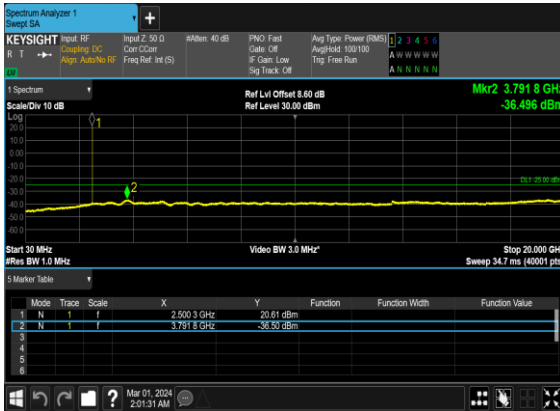 Spectrum Analyzer 1
Swept SA
+
KEYSIGHT Input: RF Input Z: 50 Ω #Atten: 40 dB PNO: Fast Avg Type: Power (RMS) 1 2 3 4 5 6
R T Coupling: DC Corr CCorr Gate: Off Avg|Hold: 100/100 A W W W W W
Align: Auto/No RF Freq Ref: Int (S) IF Gain: Low Trig: Free Run
LW Sig Track: Off A N N N N N
1 Spectrum Ref Lvl Offset 8.60 dB Mkr2 3.791 8 GHz
Scale/Div 10 dB Ref Level 30.00 dBm -36.496 dBm
Log
20.0
10.0
0.00
-10.0
-20.0
-30.0
-40.0
-50.0
-60.0
1
2
DL1 -25.00 dBm
Start 30 MHz Video BW 3.0 MHz* Stop 20.000 GHz
#Res BW 1.0 MHz Sweep 34.7 ms (40001 pts)
5 Marker Table
Mode Trace Scale X Y Function Function Width Function Value
1 N 1 f 2.500 3 GHz 20.61 dBm
2 N 1 f 3.791 8 GHz -36.50 dBm
3
4
5
6
? Mar 01, 2024
2:01:31 AM